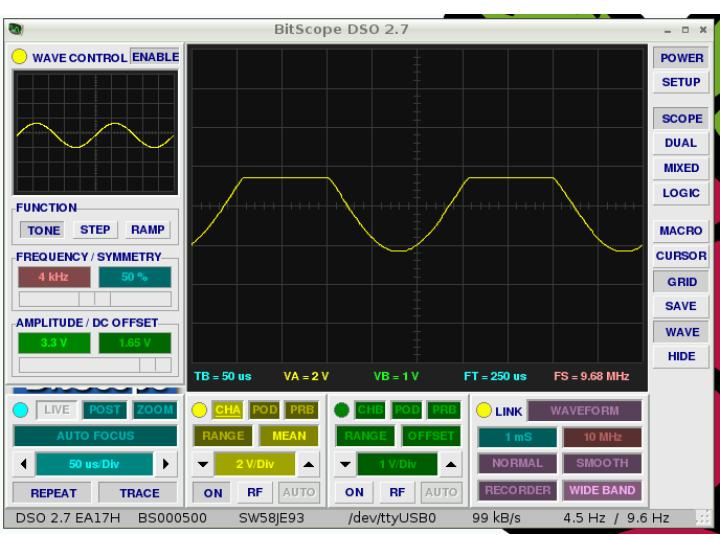 BitScope DSO 2.7
WAVE CONTROL ENABLE
POWER
SETUP
SCOPE
DUAL
MIXED
LOGIC
MACRO
CURSOR
GRID
SAVE
WAVE
HIDE
FUNCTION
TONE STEP RAMP
FREQUENCY / SYMMETRY
4 kHz 50 %
AMPLITUDE / DC OFFSET
3.3 V 1.65 V
TB = 50 us VA = 2 V VB = 1 V FT = 250 us FS = 9.68 MHz
LIVE POST ZOOM
AUTO FOCUS
50 us/Div
REPEAT TRACE
CHA POD PRB
RANGE MEAN
2 V/Div
ON RF AUTO
CHB POD PRB
RANGE OFFSET
1 V/Div
ON RF AUTO
LINK WAVEFORM
1 mS 10 MHz
NORMAL SMOOTH
RECORDER WIDE BAND
DSO 2.7 EA17H BS000500 SW58JE93 /dev/ttyUSB0 99 kB/s 4.5 Hz / 9.6 Hz